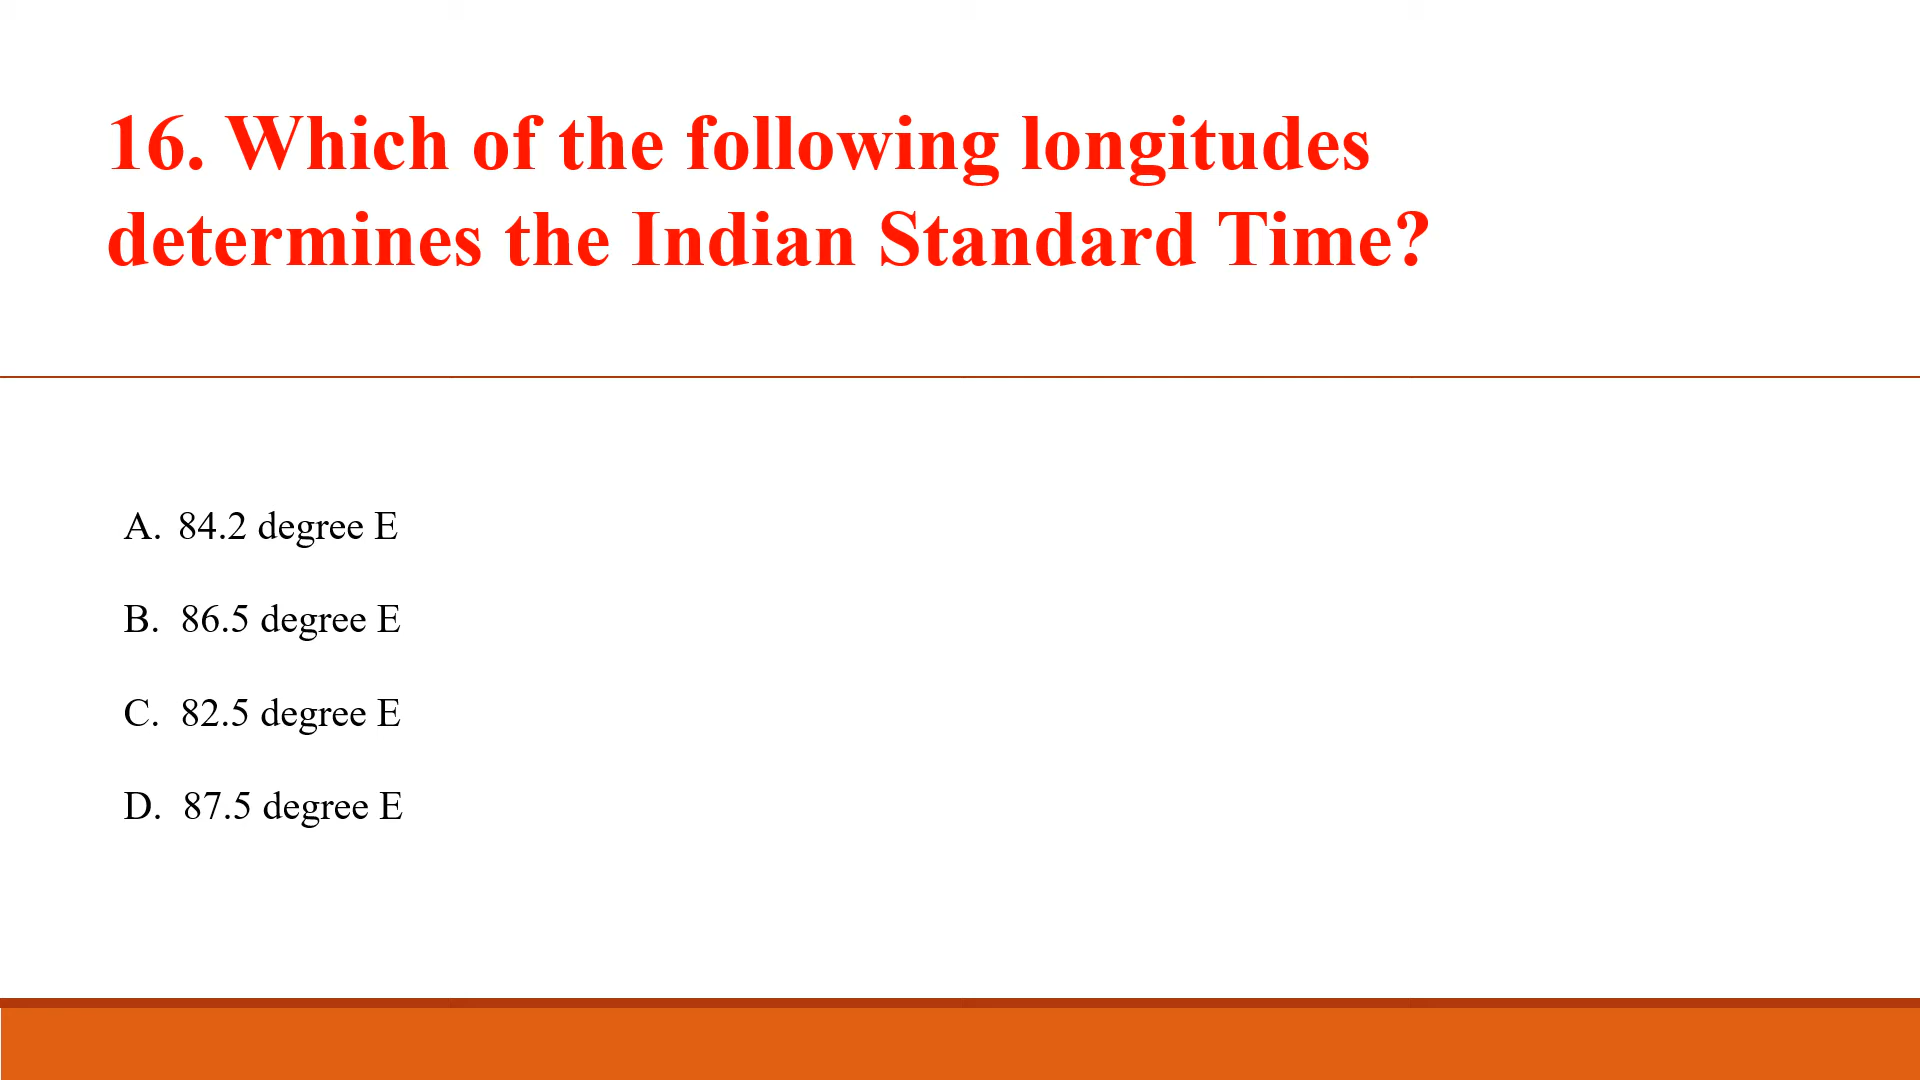 16. Which of the following longitudes
determines the Indian Standard Time?
A. 84.2 degree E
B. 86.5 degree E
C. 82.5 degree E
D. 87.5 degree E